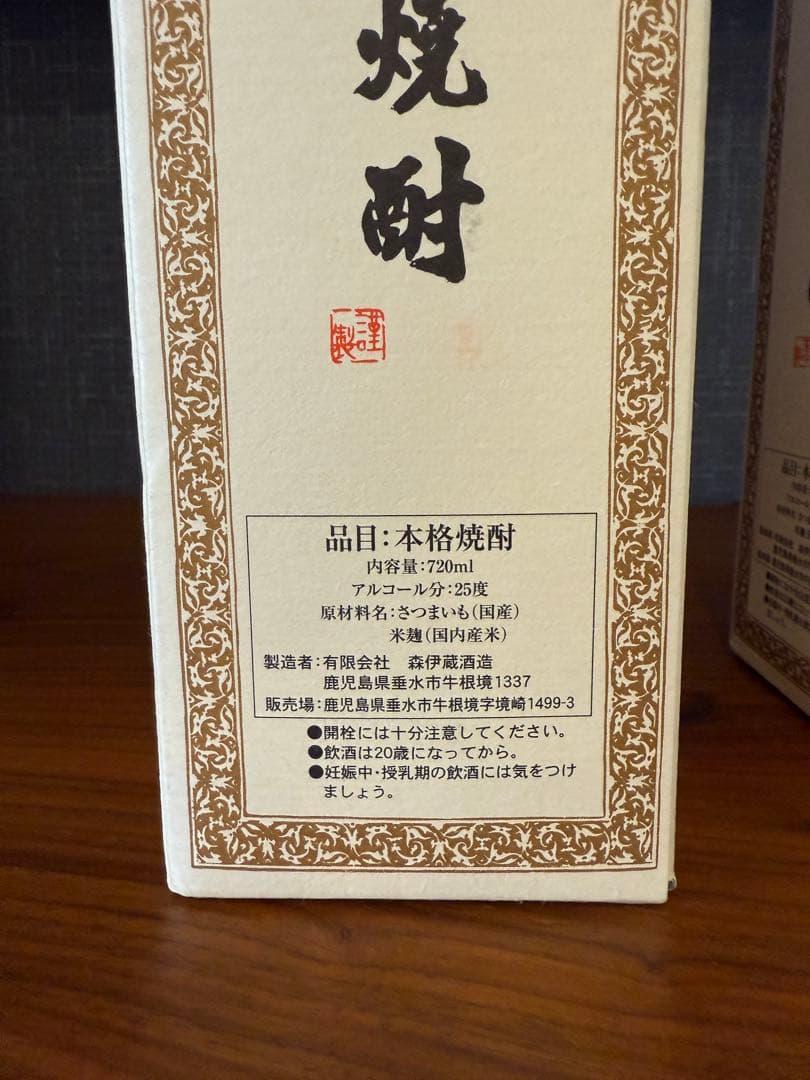 焼酎
謹製
品目：本格焼酎
内容量：720ml
アルコール分：25度
原材料名：さつまいも（国産）
米麹（国内産米）
製造者：有限会社　森伊蔵酒造
鹿児島県垂水市牛根境1337
販売場：鹿児島県垂水市牛根境字境崎1499-3
●開栓には十分注意してください。
●飲酒は20歳になってから。
●妊娠中・授乳期の飲酒には気をつけ
ましょう。